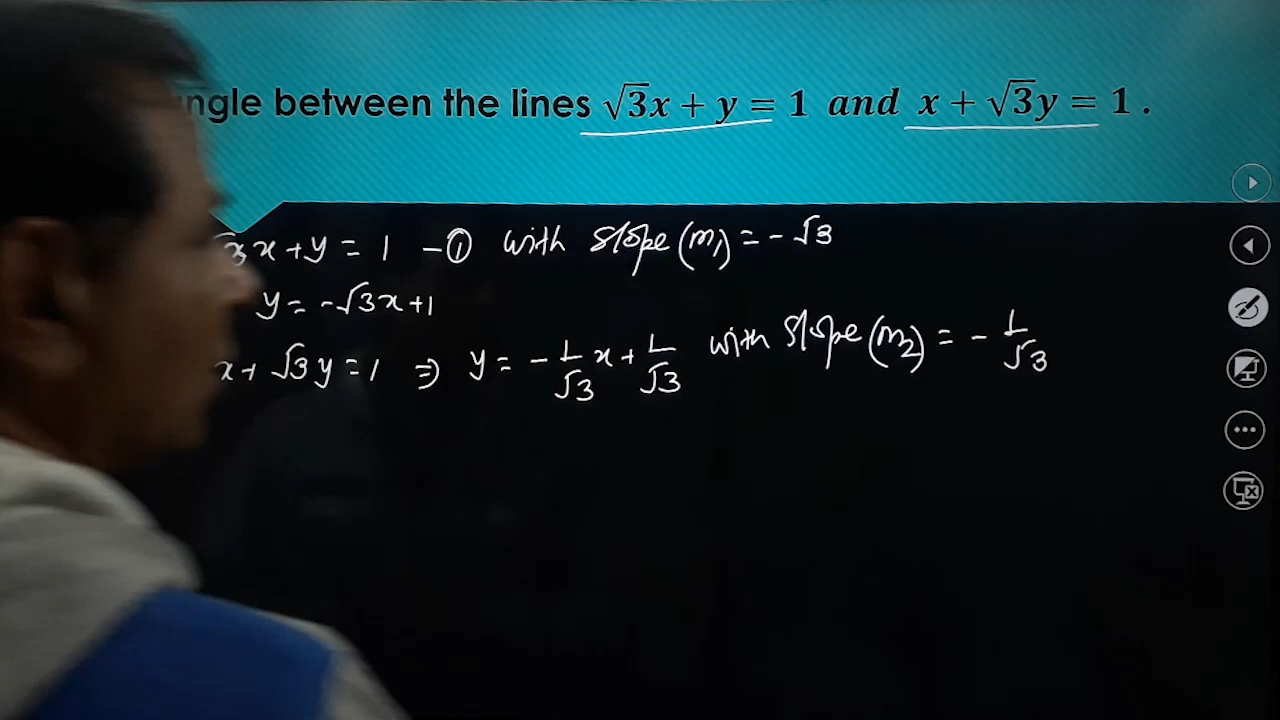 angle between the lines √3x + y = 1 and x + √3y = 1 .
√3x + y = 1 - ① with slope (m₁) = - √3
y = -√3x+1
x + √3y = 1 ⇒ y = - 1/√3 x + 1/√3 with slope (m₂) = - 1/√3